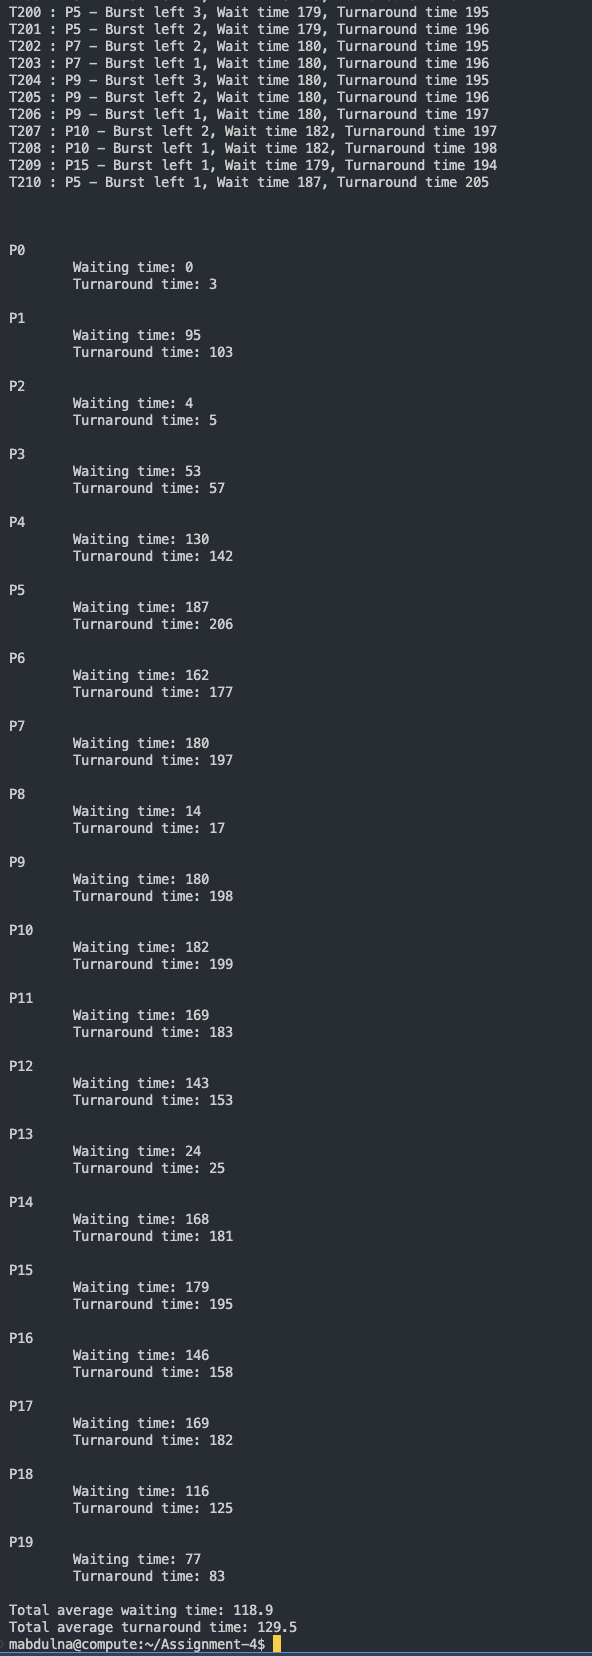 T200 : P5 – Burst left 3, Wait time 179, Turnaround time 195
T201 : P5 – Burst left 2, Wait time 179, Turnaround time 196
T202 : P7 – Burst left 2, Wait time 180, Turnaround time 195
T203 : P7 – Burst left 1, Wait time 180, Turnaround time 196
T204 : P9 – Burst left 3, Wait time 180, Turnaround time 195
T205 : P9 – Burst left 2, Wait time 180, Turnaround time 196
T206 : P9 – Burst left 1, Wait time 180, Turnaround time 197
T207 : P10 – Burst left 2, Wait time 182, Turnaround time 197
T208 : P10 – Burst left 1, Wait time 182, Turnaround time 198
T209 : P15 – Burst left 1, Wait time 179, Turnaround time 194
T210 : P5 – Burst left 1, Wait time 187, Turnaround time 205
P0
Waiting time: 0
Turnaround time: 3
P1
Waiting time: 95
Turnaround time: 103
P2
Waiting time: 4
Turnaround time: 5
P3
Waiting time: 53
Turnaround time: 57
P4
Waiting time: 130
Turnaround time: 142
P5
Waiting time: 187
Turnaround time: 206
P6
Waiting time: 162
Turnaround time: 177
P7
Waiting time: 180
Turnaround time: 197
P8
Waiting time: 14
Turnaround time: 17
P9
Waiting time: 180
Turnaround time: 198
P10
Waiting time: 182
Turnaround time: 199
P11
Waiting time: 169
Turnaround time: 183
P12
Waiting time: 143
Turnaround time: 153
P13
Waiting time: 24
Turnaround time: 25
P14
Waiting time: 168
Turnaround time: 181
P15
Waiting time: 179
Turnaround time: 195
P16
Waiting time: 146
Turnaround time: 158
P17
Waiting time: 169
Turnaround time: 182
P18
Waiting time: 116
Turnaround time: 125
P19
Waiting time: 77
Turnaround time: 83
Total average waiting time: 118.9
Total average turnaround time: 129.5
mabdulna@compute:~/Assignment-4$